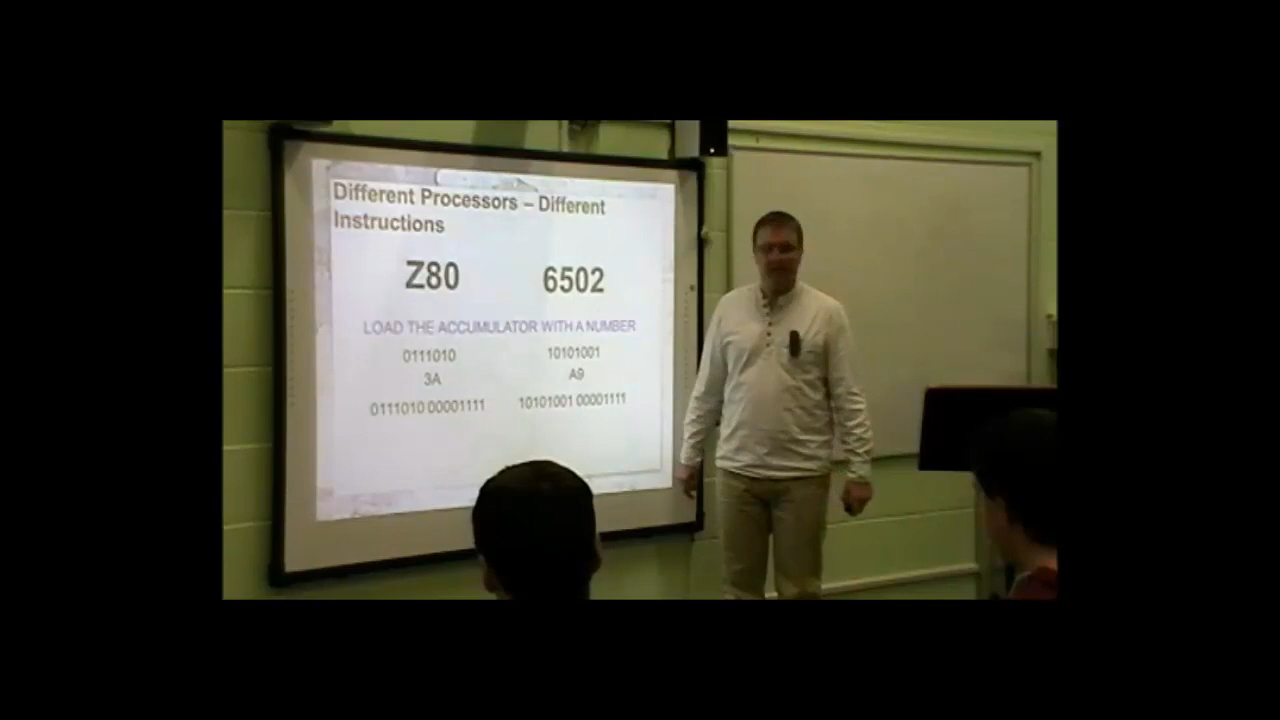 Different Processors – Different
Instructions
Z80 6502
LOAD THE ACCUMULATOR WITH A NUMBER
0111010 10101001
3A A9
0111010 00001111 10101001 00001111